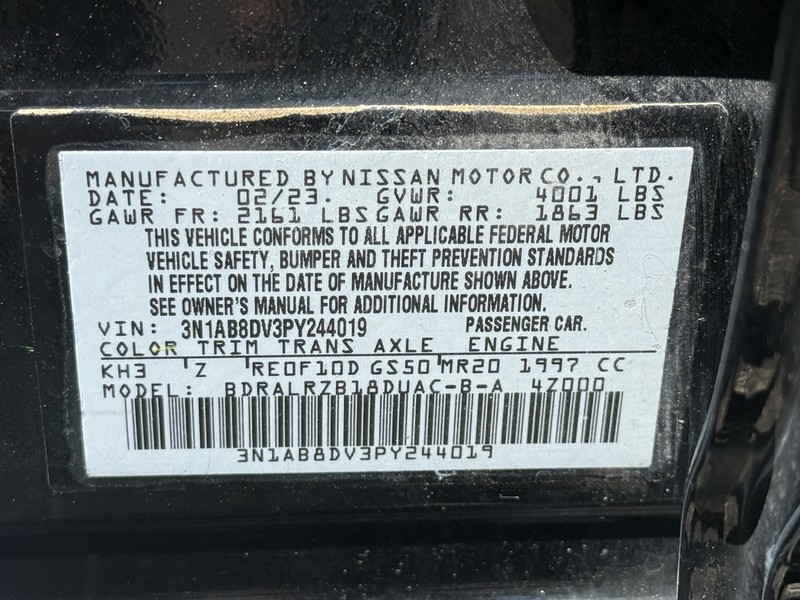 MANUFACTURED BY NISSAN MOTOR CO., LTD.
DATE: 02/23. GVWR: 4001 LBS
GAWR FR: 2161 LBS GAWR RR: 1863 LBS
THIS VEHICLE CONFORMS TO ALL APPLICABLE FEDERAL MOTOR
VEHICLE SAFETY, BUMPER AND THEFT PREVENTION STANDARDS
IN EFFECT ON THE DATE OF MANUFACTURE SHOWN ABOVE.
SEE OWNER'S MANUAL FOR ADDITIONAL INFORMATION.
VIN: 3N1AB8DV3PY244019 PASSENGER CAR.
COLOR TRIM TRANS AXLE ENGINE
KH3 Z RE0F10D GS50 MR20 1997 CC
MODEL: BDRALRZB18DUAC-B-A 4Z000
3N1AB8DV3PY244019